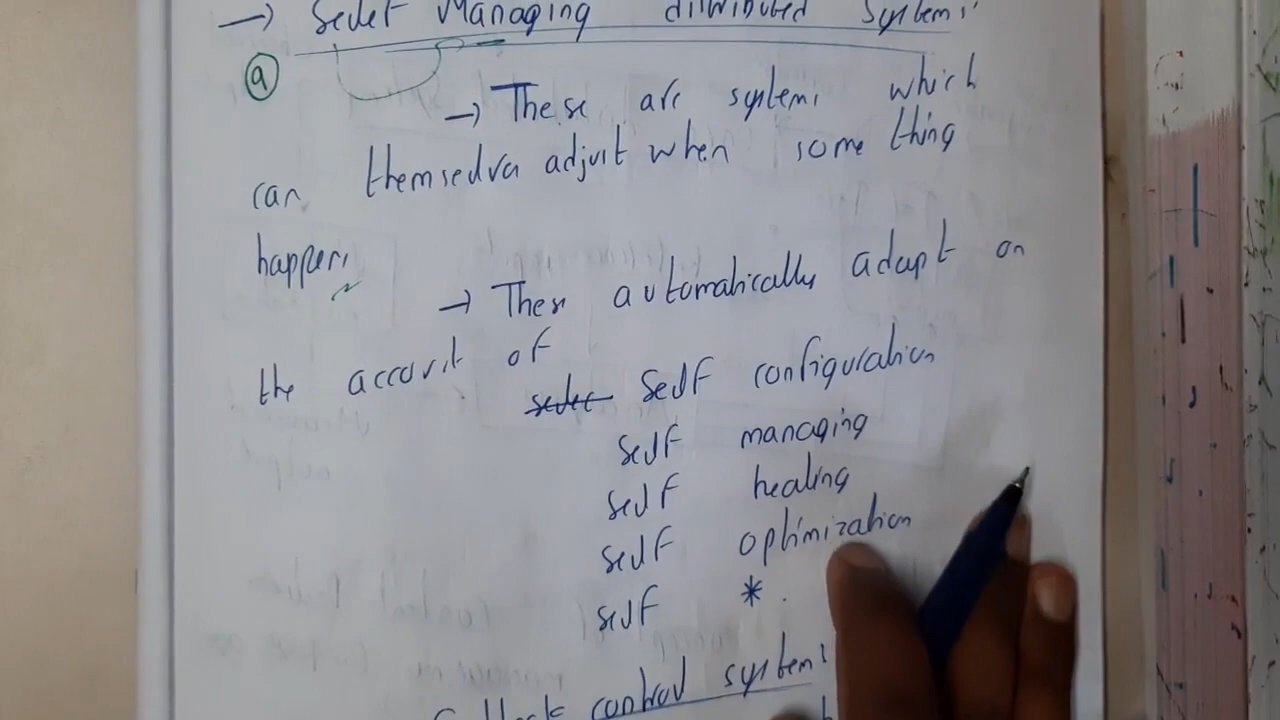 → Self Managing distributed Systems:
ⓐ
→ These are systems which
can themselves adjust when some thing
happens
→ These automatically adapt on
the account of
self configuration
self managing
self healing
self optimization
self * .
control systems: